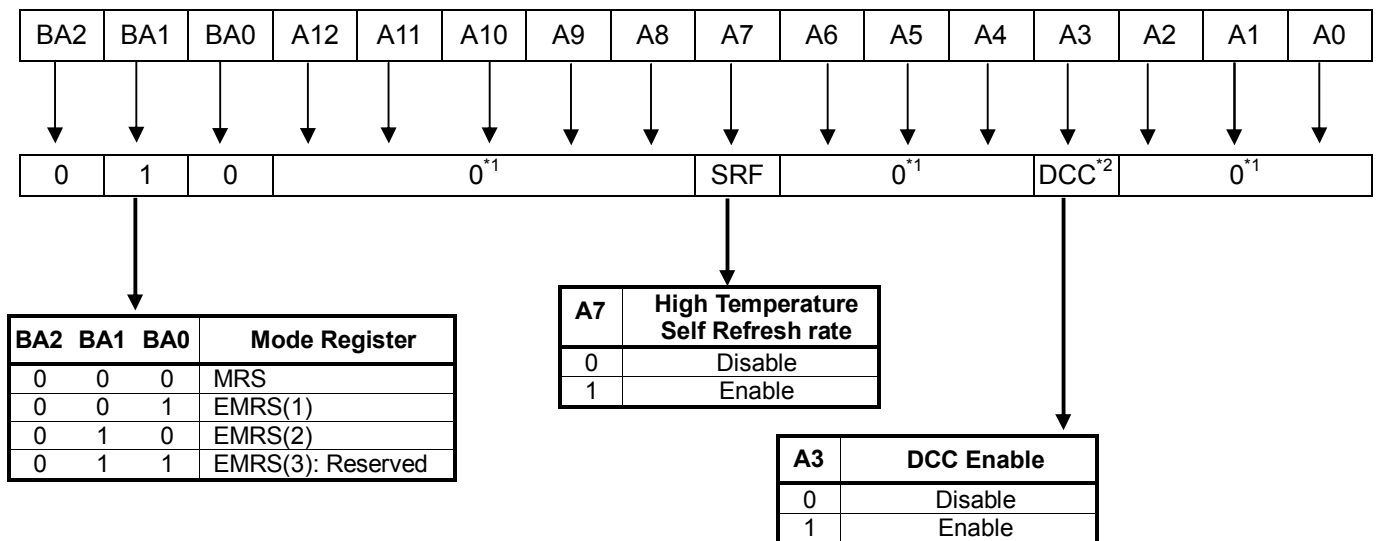 BA2 BA1 BA0 A12 A11 A10 A9 A8 A7 A6 A5 A4 A3 A2 A1 A0
0 1 0 0*1 SRF 0*1 DCC*2 0*1
BA2 BA1 BA0 Mode Register
0 0 0 MRS
0 0 1 EMRS(1)
0 1 0 EMRS(2)
0 1 1 EMRS(3): Reserved
A7 High Temperature
Self Refresh rate
0 Disable
1 Enable
A3 DCC Enable
0 Disable
1 Enable